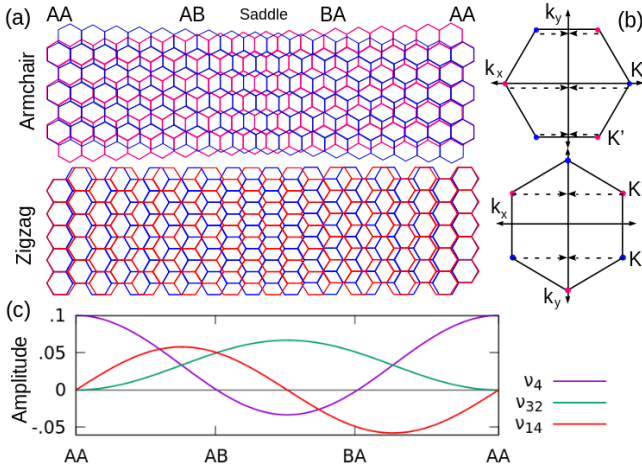 (a)
AA AB Saddle BA AA
Armchair
Zigzag
(b)
k_y
k_x
K
K'
K'
k_x
K
k_y
(c)
.1
.05
0
-.05
Amplitude
AA AB BA AA
ν_4
ν_32
ν_14